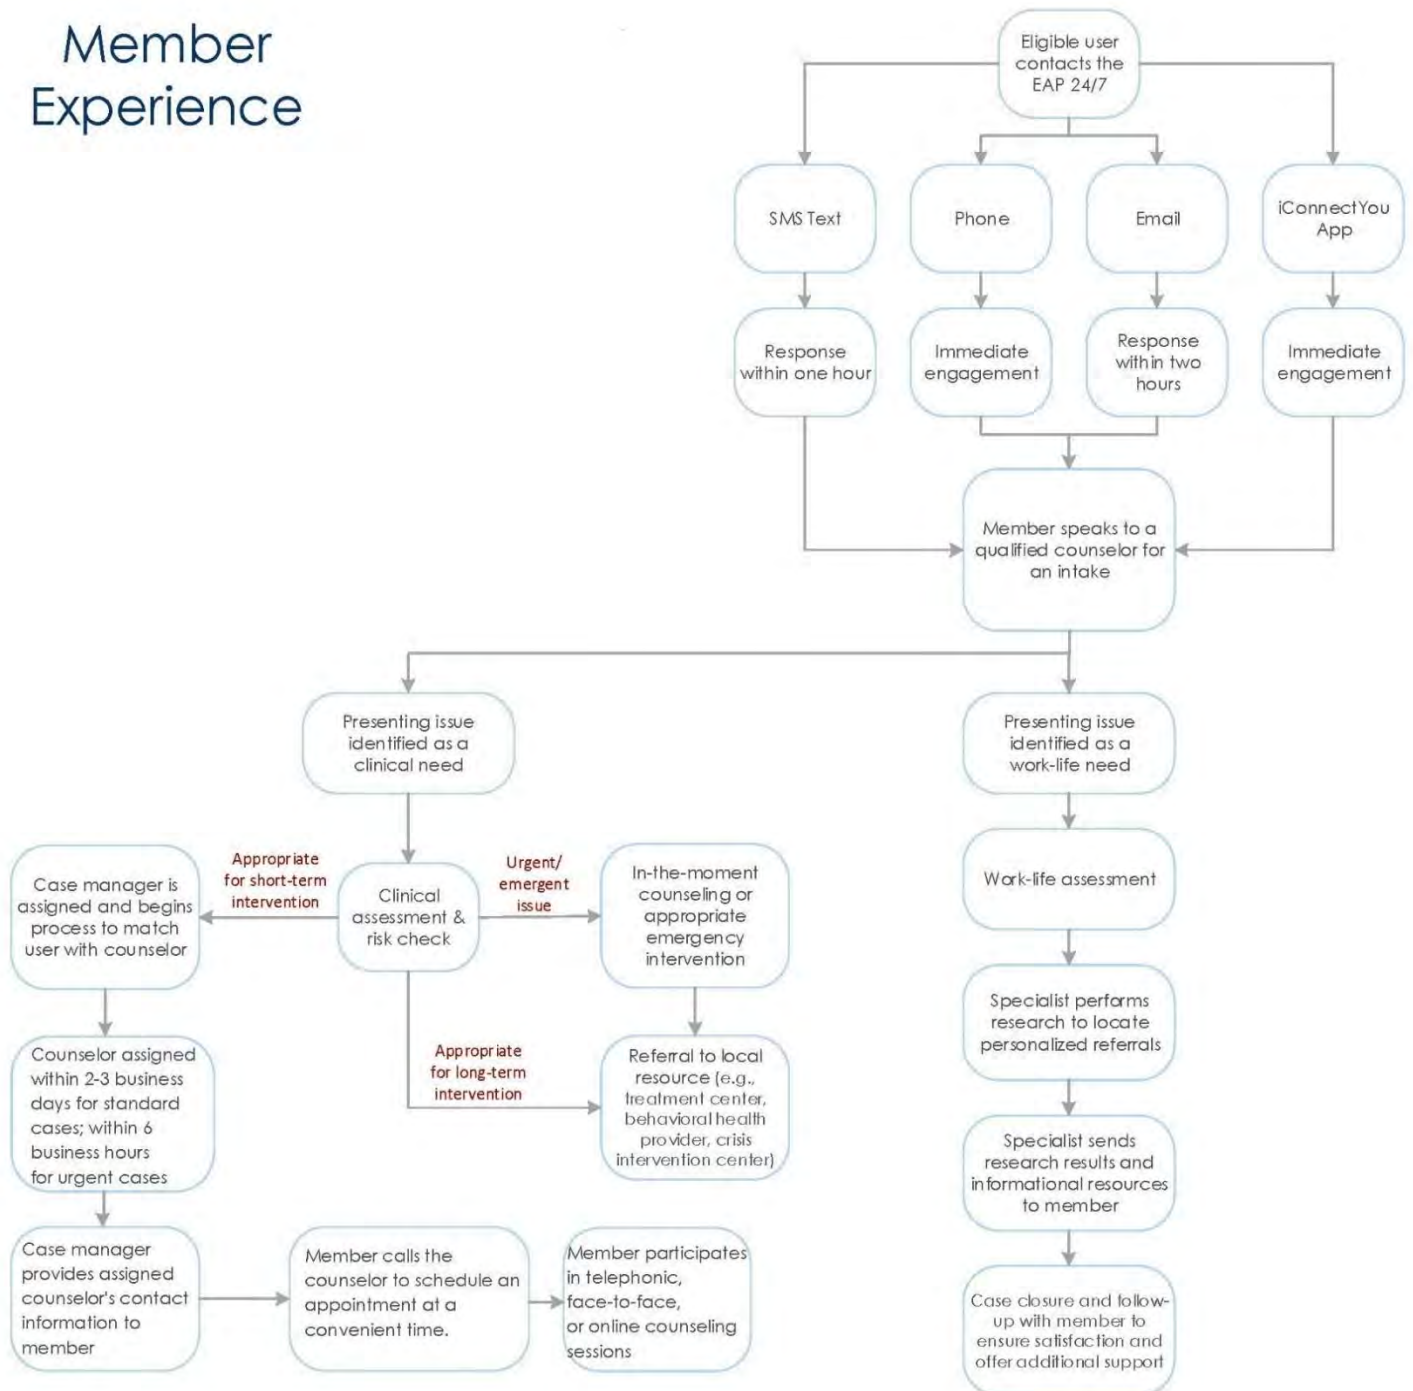 Member
Experience
Eligible user
contacts the
EAP 24/7
SMS Text
Phone
Email
iConnectYou
App
Response
within one hour
Immediate
engagement
Response
within two
hours
Immediate
engagement
Member speaks to a
qualified counselor for
an intake
Presenting issue
identified as a
clinical need
Presenting issue
identified as a
work-life need
Case manager is
assigned and begins
process to match
user with counselor
Appropriate
for short-term
intervention
Clinical
assessment &
risk check
Urgent/
emergent
issue
In-the-moment
counseling or
appropriate
emergency
intervention
Work-life assessment
Counselor assigned
within 2-3 business
days for standard
cases; within 6
business hours
for urgent cases
Appropriate
for long-term
intervention
Referral to local
resource (e.g.,
treatment center,
behavioral health
provider, crisis
intervention center)
Specialist performs
research to locate
personalized referrals
Specialist sends
research results and
informational resources
to member
Case manager
provides assigned
counselor's contact
information to
member
Member calls the
counselor to schedule an
appointment at a
convenient time.
Member participates
in telephonic,
face-to-face,
or online counseling
sessions
Case closure and follow-
up with member to
ensure satisfaction and
offer additional support